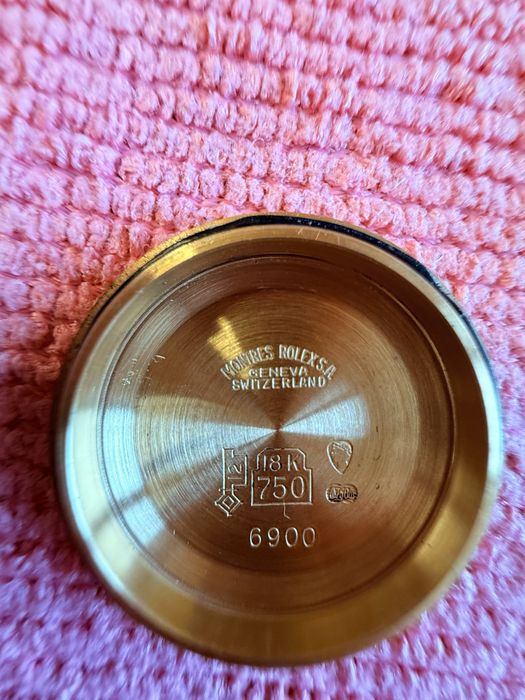 MONTRES ROLEX S.A.
GENEVA
SWITZERLAND
18K
750
6900